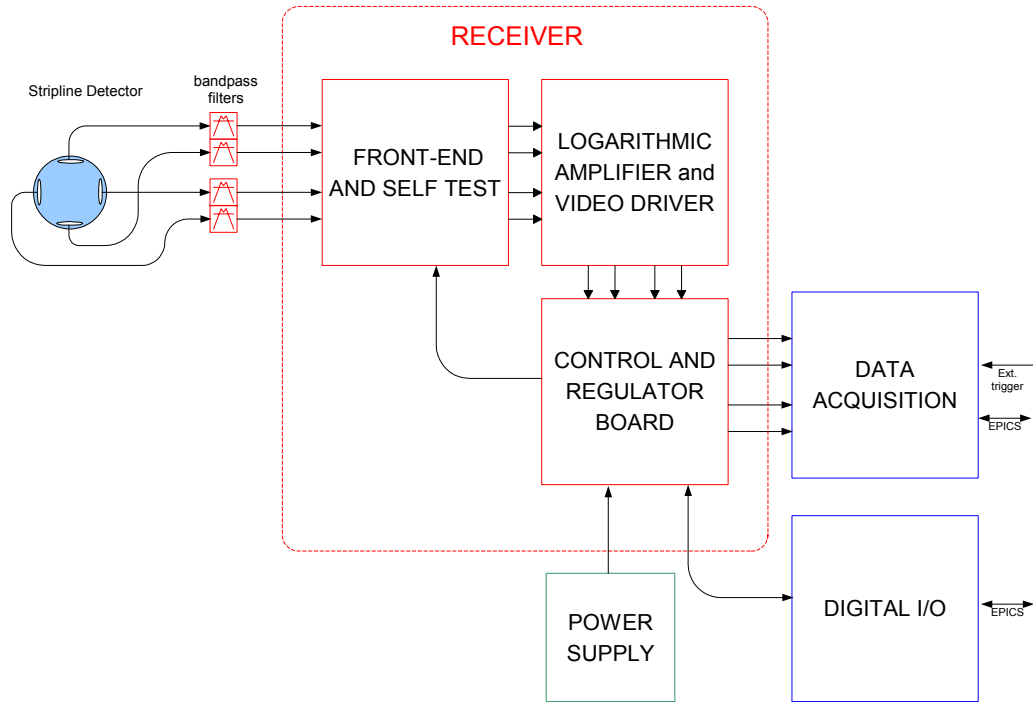 RECEIVER
Stripline Detector
bandpass
filters
FRONT-END
AND SELF TEST
LOGARITHMIC
AMPLIFIER and
VIDEO DRIVER
CONTROL AND
REGULATOR
BOARD
DATA
ACQUISITION
Ext.
trigger
EPICS
POWER
SUPPLY
DIGITAL I/O
EPICS